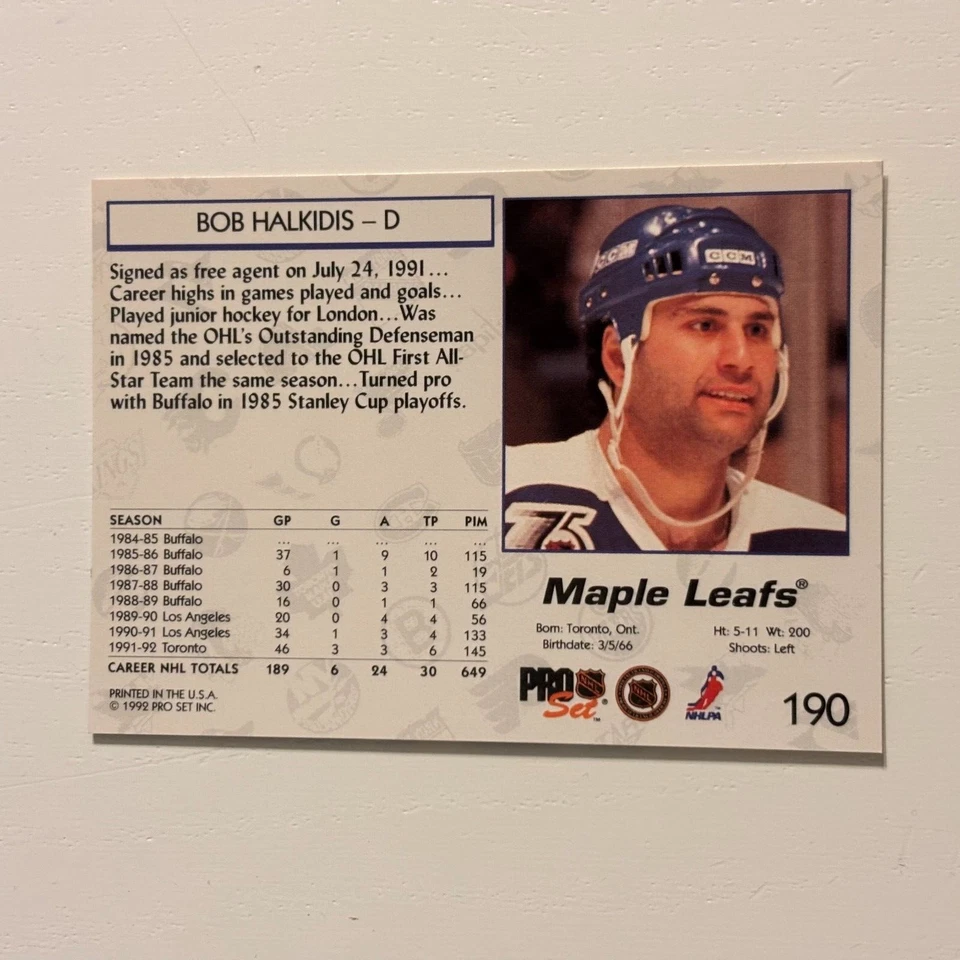 BOB HALKIDIS – D
Signed as free agent on July 24, 1991...
Career highs in games played and goals...
Played junior hockey for London...Was
named the OHL's Outstanding Defenseman
in 1985 and selected to the OHL First All-
Star Team the same season...Turned pro
with Buffalo in 1985 Stanley Cup playoffs.
SEASON GP G A TP PIM
1984-85 Buffalo ... ... ... ... ...
1985-86 Buffalo 37 1 9 10 115
1986-87 Buffalo 6 1 1 2 19
1987-88 Buffalo 30 0 3 3 115
1988-89 Buffalo 16 0 1 1 66
1989-90 Los Angeles 20 0 4 4 56
1990-91 Los Angeles 34 1 3 4 133
1991-92 Toronto 46 3 3 6 145
CAREER NHL TOTALS 189 6 24 30 649
PRINTED IN THE U.S.A.
© 1992 PRO SET INC.
CCM
75
Maple Leafs®
Born: Toronto, Ont.
Birthdate: 3/5/66
Ht: 5-11 Wt: 200
Shoots: Left
PRO NHL
Set™ ®
NHL
NHLPA
190